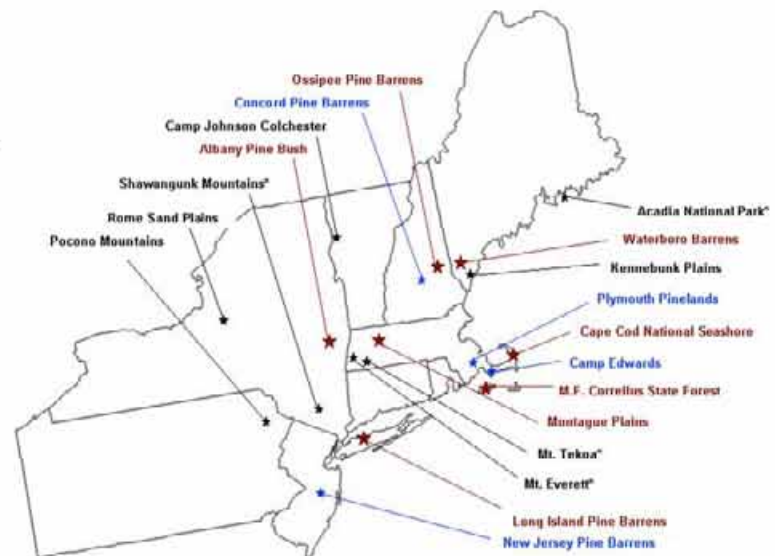 Ossipee Pine Barrens
Concord Pine Barrens
Camp Johnson Colchester
Albany Pine Bush
Shawangunk Mountains*
Rome Sand Plains
Pocono Mountains
Acadia National Park*
Waterboro Barrens
Kennebunk Plains
Plymouth Pinelands
Cape Cod National Seashore
Camp Edwards
M.F. Correllus State Forest
Montague Plains
Mt. Tekoa*
Mt. Everett*
Long Island Pine Barrens
New Jersey Pine Barrens